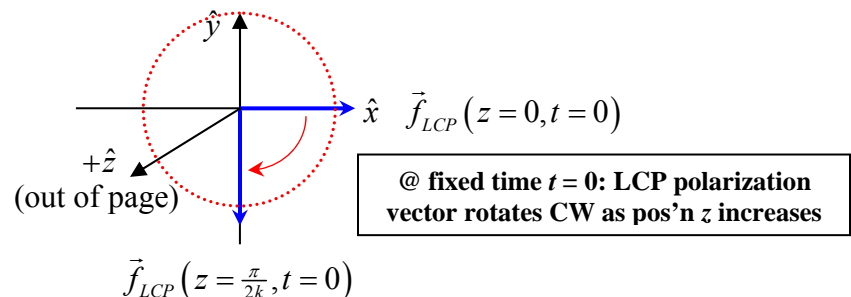 ŷ
x̂ f⃗_LCP (z = 0, t = 0)
+ẑ
(out of page)
@ fixed time t = 0: LCP polarization
vector rotates CW as pos'n z increases
f⃗_LCP (z = π/2k, t = 0)